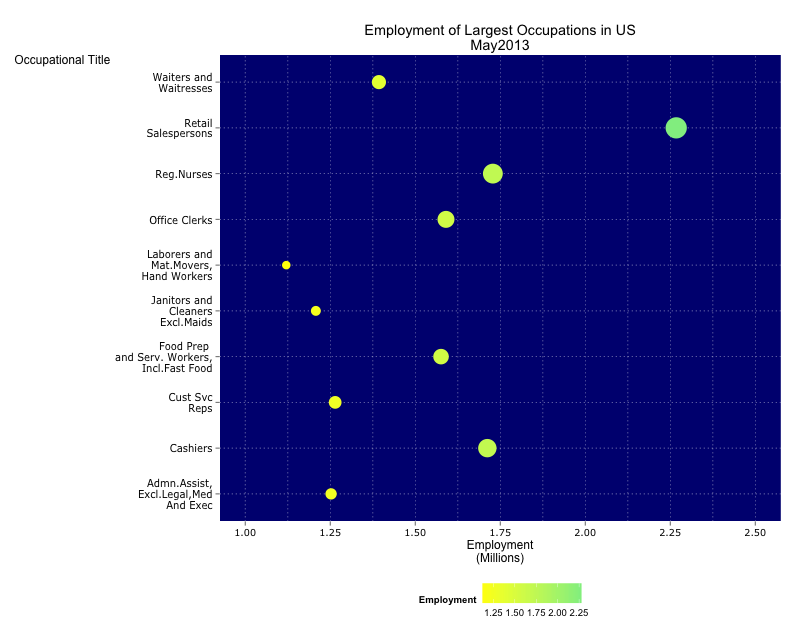 Employment of Largest Occupations in US
May2013
Occupational Title
Waiters and
Waitresses
Retail
Salespersons
Reg.Nurses
Office Clerks
Laborers and
Mat.Movers,
Hand Workers
Janitors and
Cleaners
Excl.Maids
Food Prep
and Serv. Workers,
Incl.Fast Food
Cust Svc
Reps
Cashiers
Admn.Assist,
Excl.Legal,Med
And Exec
1.00 1.25 1.50 1.75 2.00 2.25 2.50
Employment
(Millions)
Employment
1.25 1.50 1.75 2.00 2.25